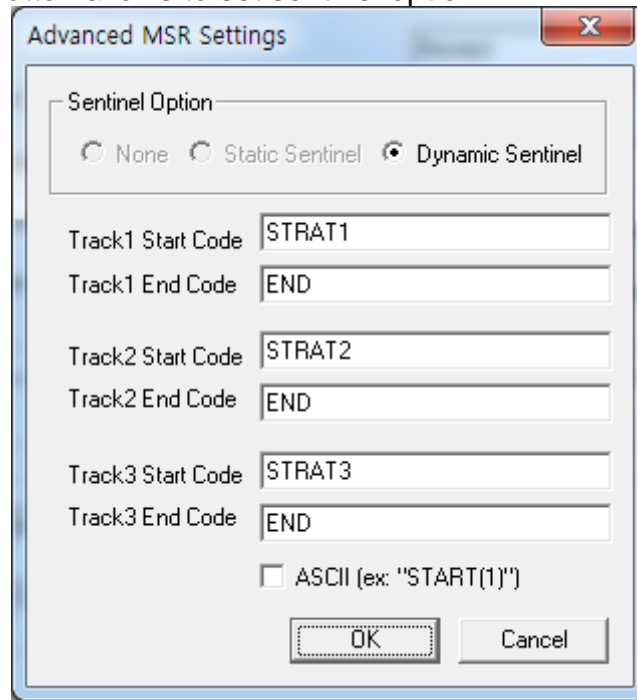 Advanced MSR Settings
Sentinel Option
None Static Sentinel Dynamic Sentinel
Track1 Start Code STRAT1
Track1 End Code END
Track2 Start Code STRAT2
Track2 End Code END
Track3 Start Code STRAT3
Track3 End Code END
ASCII (ex: "START(1)")
OK Cancel